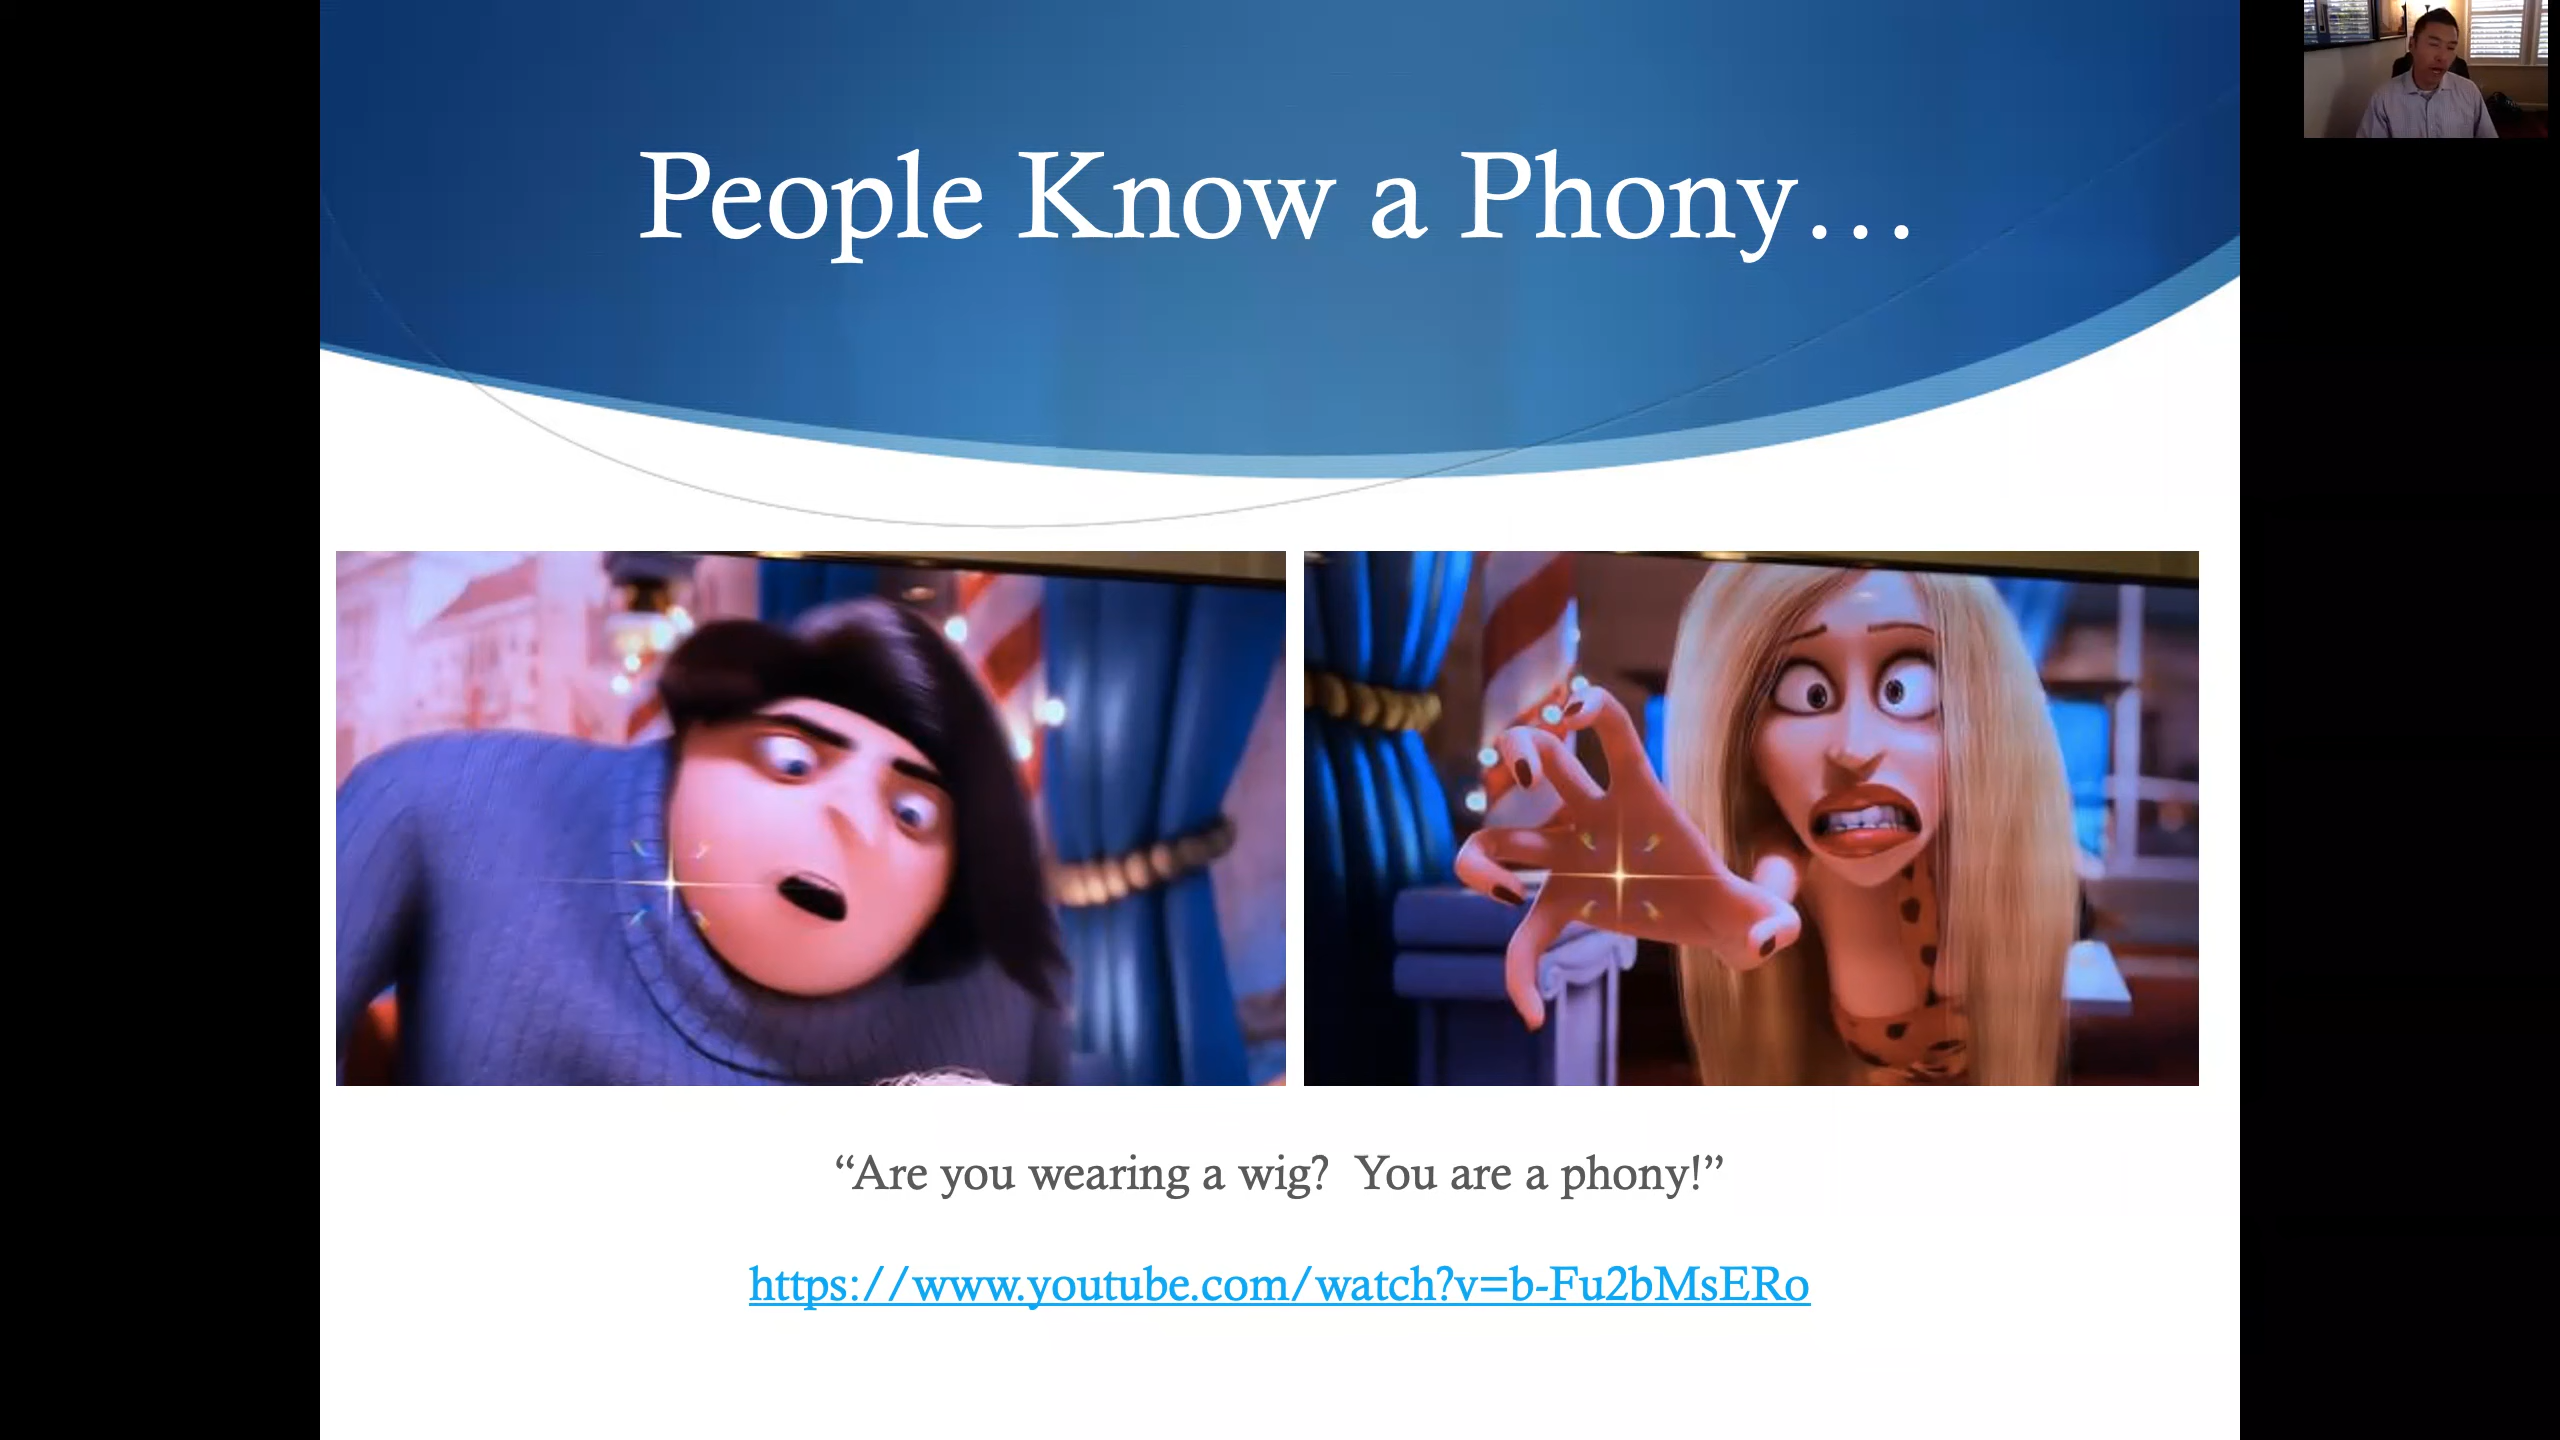 People Know a Phony…
“Are you wearing a wig?  You are a phony!”
https://www.youtube.com/watch?v=b-Fu2bMsERo